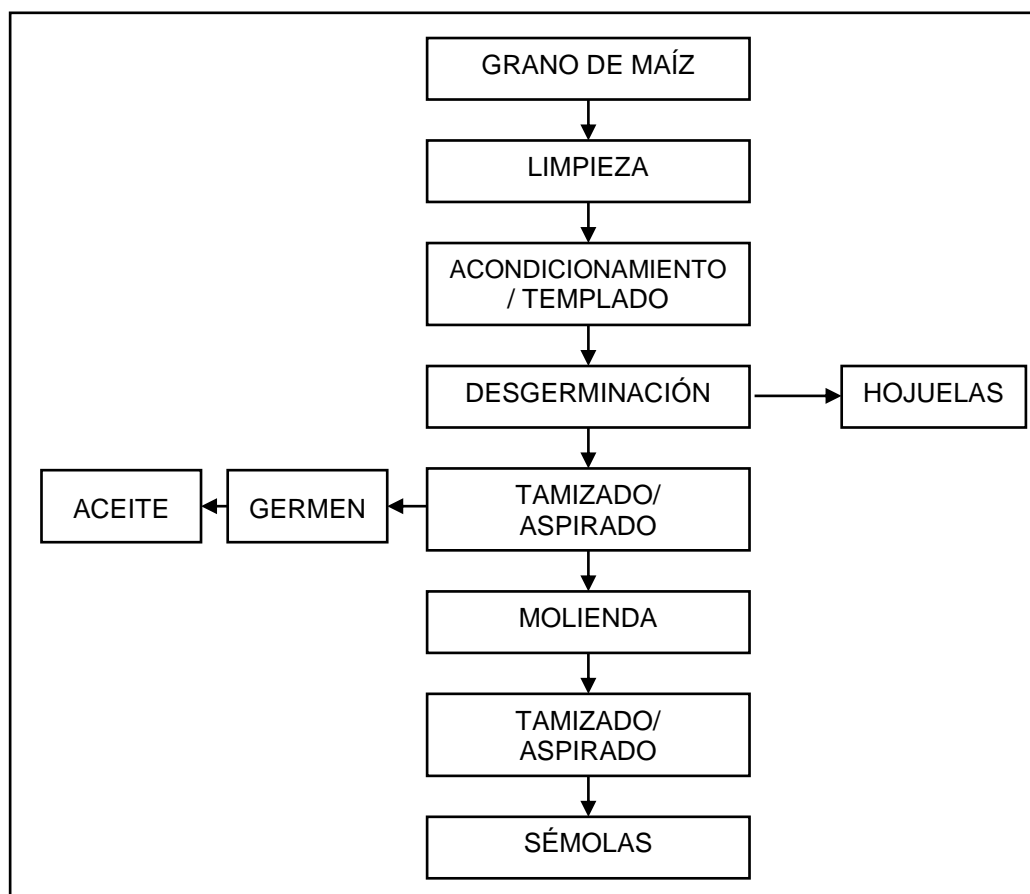 GRANO DE MAÍZ
LIMPIEZA
ACONDICIONAMIENTO
/ TEMPLADO
DESGERMINACIÓN
HOJUELAS
TAMIZADO/
ASPIRADO
GERMEN
ACEITE
MOLIENDA
TAMIZADO/
ASPIRADO
SÉMOLAS